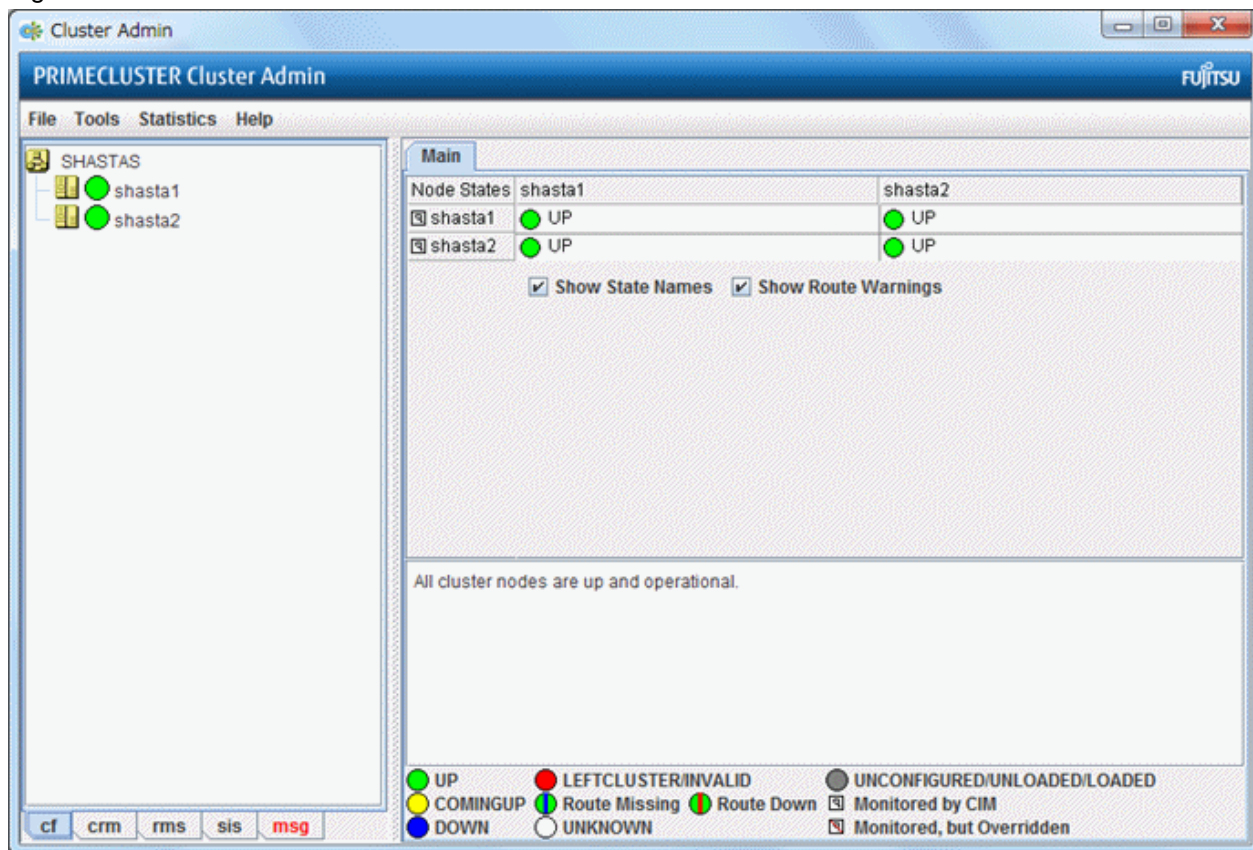 Cluster Admin
PRIMECLUSTER Cluster Admin
FUJITSU
File Tools Statistics Help
SHASTAS
shasta1
shasta2
Main
Node States shasta1 shasta2
shasta1 UP UP
shasta2 UP UP
Show State Names Show Route Warnings
All cluster nodes are up and operational.
UP LEFTCLUSTER/INVALID UNCONFIGURED/UNLOADED/LOADED
COMINGUP Route Missing Route Down Monitored by CIM
DOWN UNKNOWN Monitored, but Overridden
cf crm rms sis msg